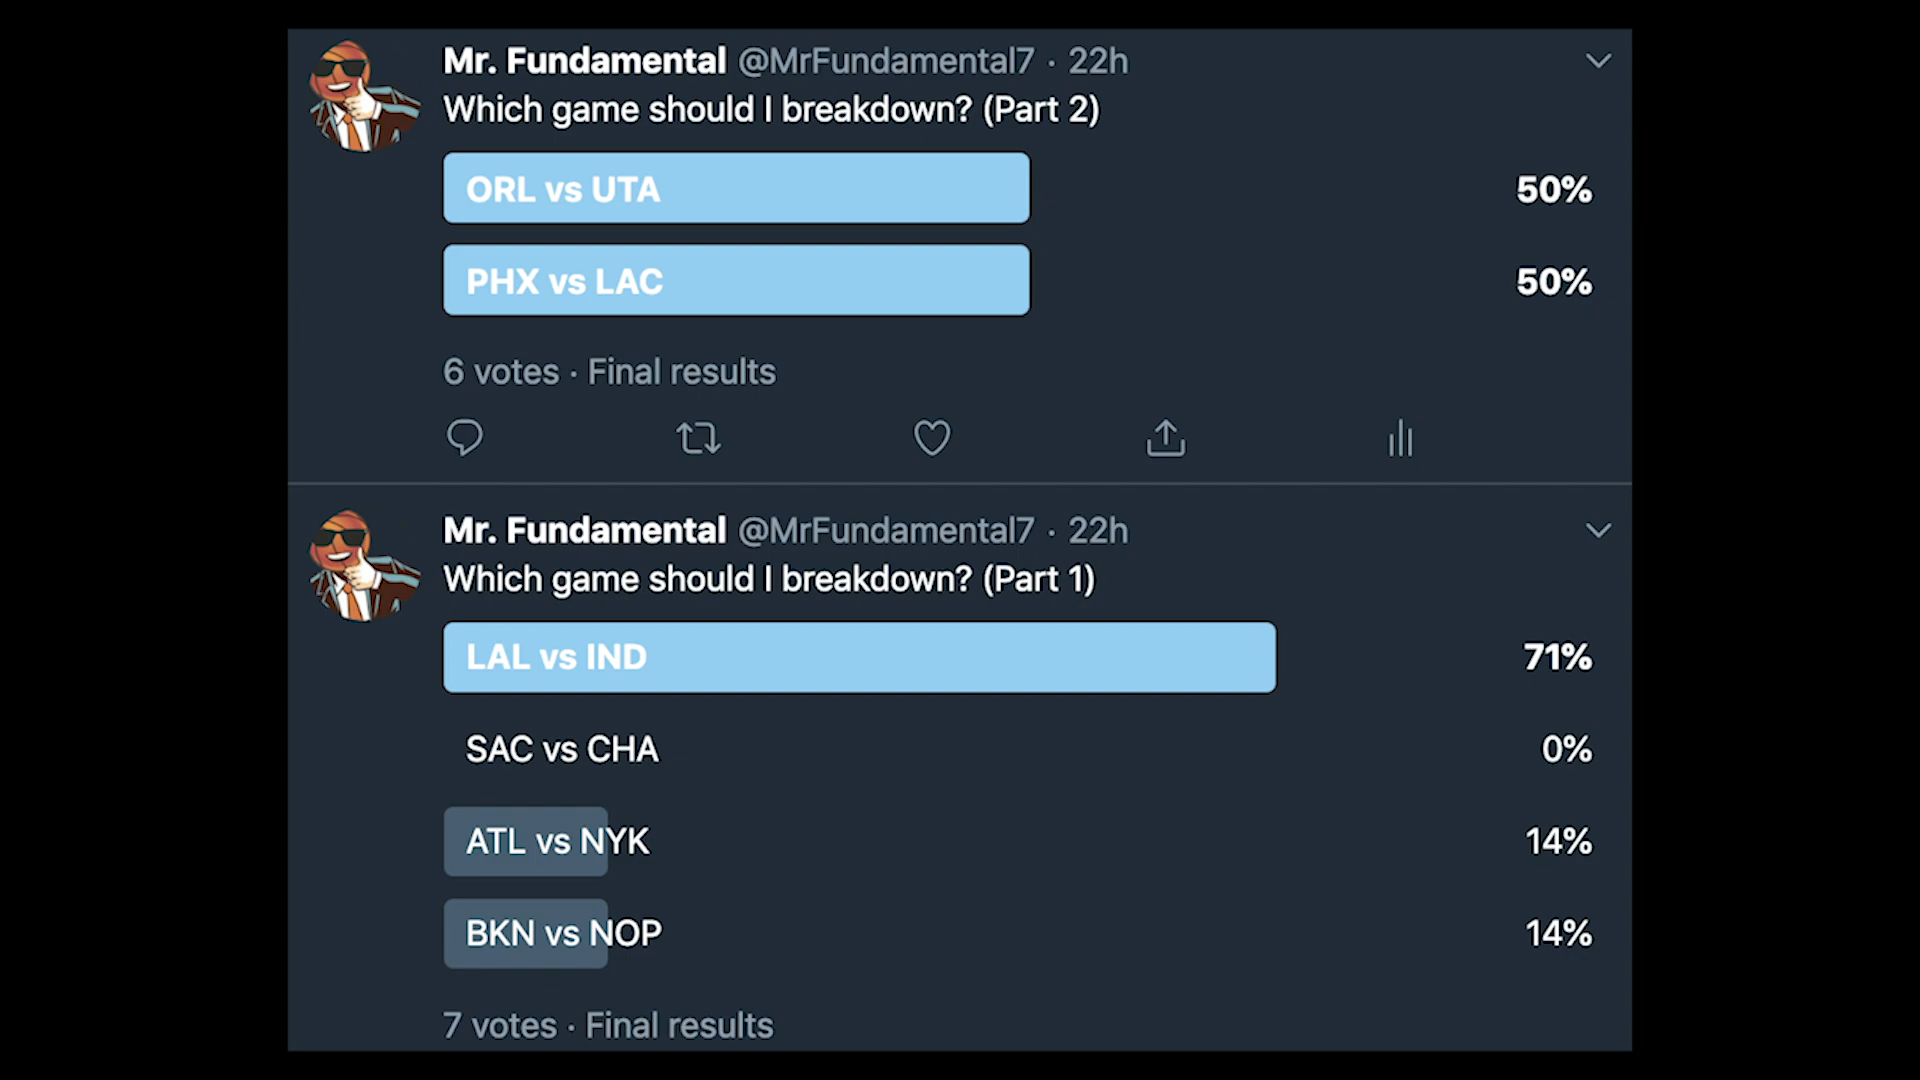 Mr. Fundamental @MrFundamental7 · 22h
Which game should I breakdown? (Part 2)
ORL vs UTA 50%
PHX vs LAC 50%
6 votes · Final results
Mr. Fundamental @MrFundamental7 · 22h
Which game should I breakdown? (Part 1)
LAL vs IND 71%
SAC vs CHA 0%
ATL vs NYK 14%
BKN vs NOP 14%
7 votes · Final results